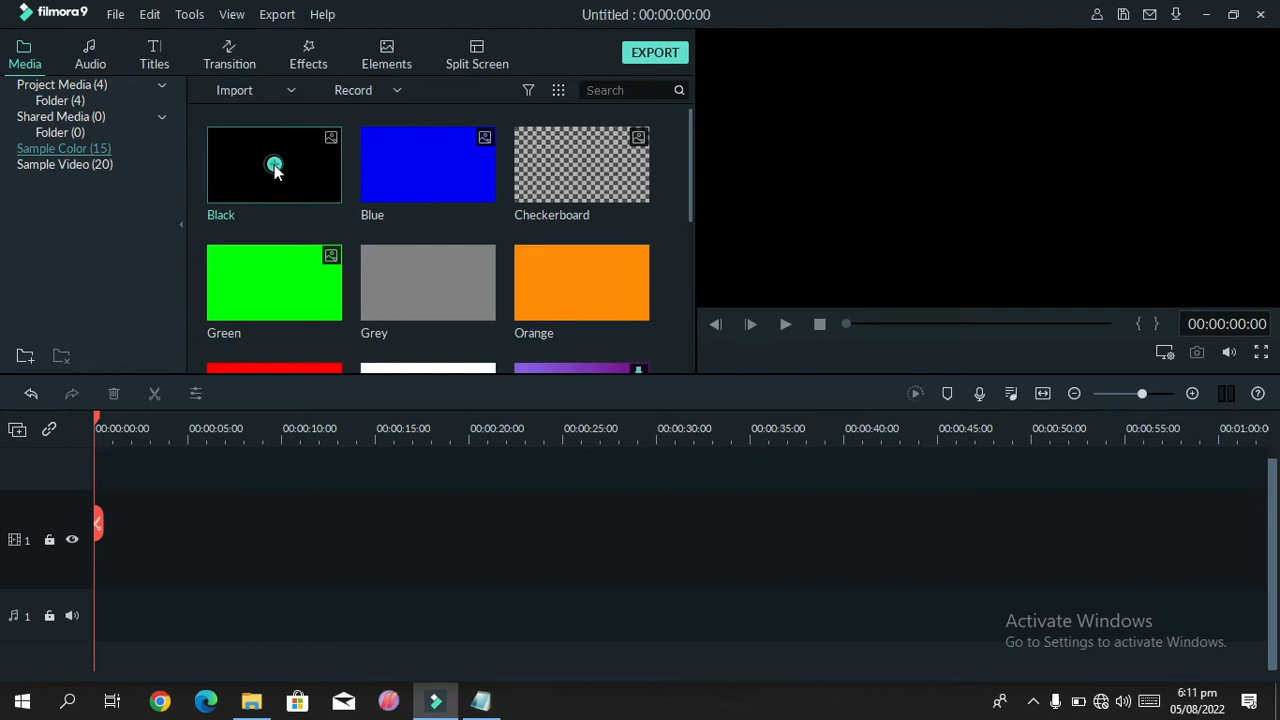 filmora9
File Edit Tools View Export Help
Untitled : 00:00:00:00
Media Audio Titles Transition Effects Elements Split Screen EXPORT
Project Media (4)
Folder (4)
Shared Media (0)
Folder (0)
Sample Color (15)
Sample Video (20)
Import Record Search
Black Blue Checkerboard
Green Grey Orange
{ } 00:00:00:00
00:00:00:00 00:00:05:00 00:00:10:00 00:00:15:00 00:00:20:00 00:00:25:00 00:00:30:00 00:00:35:00 00:00:40:00 00:00:45:00 00:00:50:00 00:00:55:00 00:01:00:0
1
1
Activate Windows
Go to Settings to activate Windows.
6:11 pm
05/08/2022